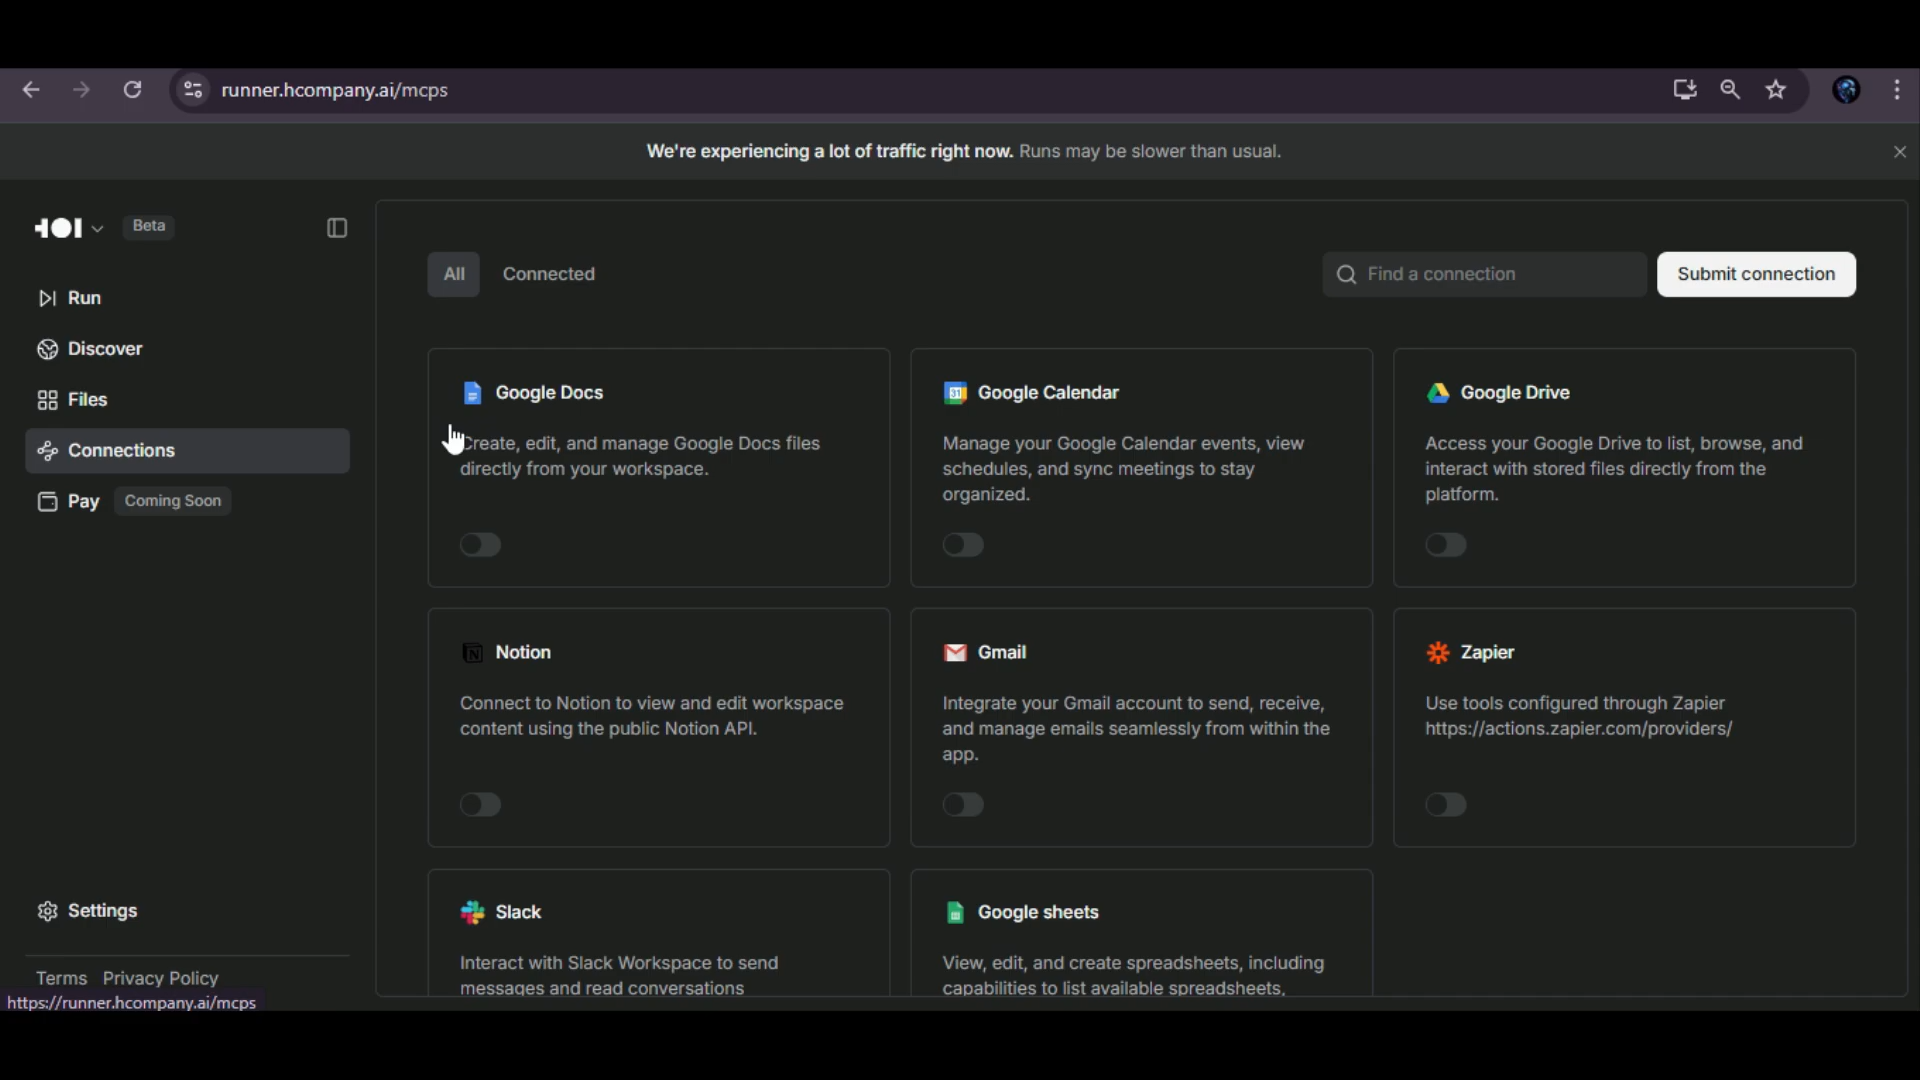 runner.hcompany.ai/mcps
We're experiencing a lot of traffic right now. Runs may be slower than usual.
Beta
Run
Discover
Files
Connections
Pay Coming Soon
Settings
Terms Privacy Policy
https://runner.hcompany.ai/mcps
All Connected
Find a connection
Submit connection
Google Docs
Create, edit, and manage Google Docs files
directly from your workspace.
Google Calendar
Manage your Google Calendar events, view
schedules, and sync meetings to stay
organized.
Google Drive
Access your Google Drive to list, browse, and
interact with stored files directly from the
platform.
Notion
Connect to Notion to view and edit workspace
content using the public Notion API.
Gmail
Integrate your Gmail account to send, receive,
and manage emails seamlessly from within the
app.
Zapier
Use tools configured through Zapier
https://actions.zapier.com/providers/
Slack
Interact with Slack Workspace to send
messages and read conversations
Google sheets
View, edit, and create spreadsheets, including
capabilities to list available spreadsheets,